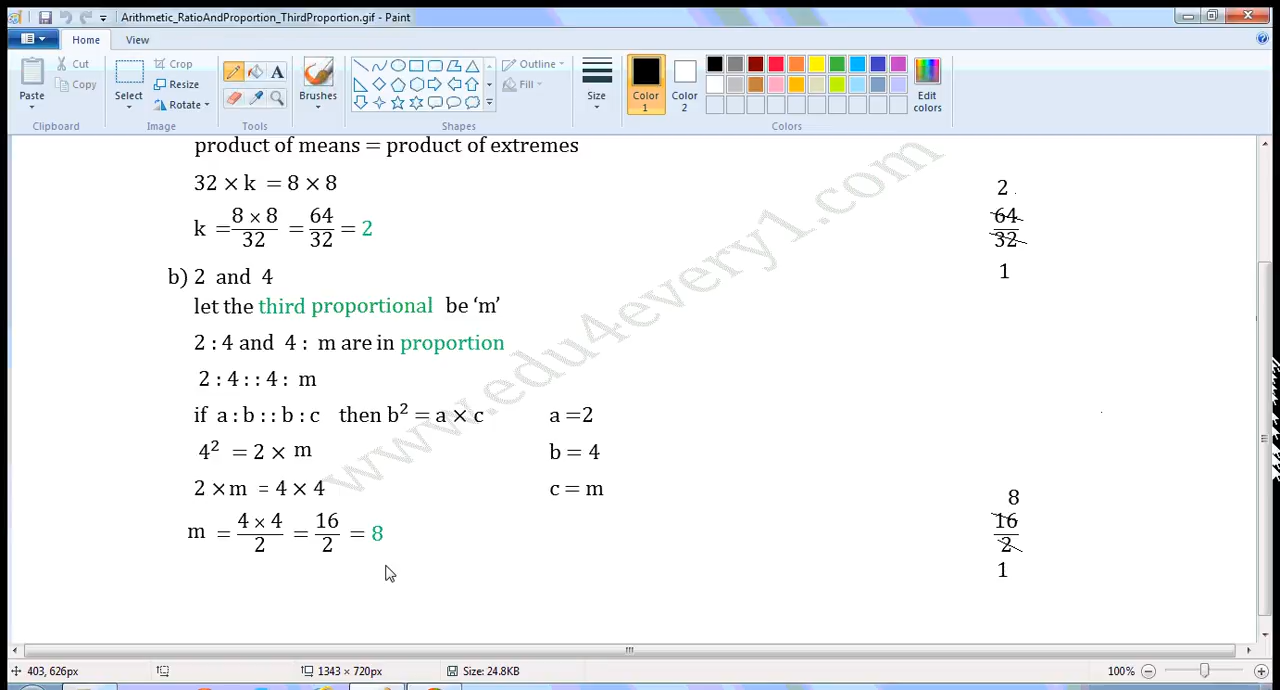 Arithmetic_RatioAndProportion_ThirdProportion.gif - Paint
Home View
Paste Cut Copy Select Crop Resize Rotate Brushes Outline Fill Size Color 1 Color 2 Edit colors
Clipboard Image Tools Shapes Colors
product of means = product of extremes
32 × k = 8 × 8
k = 8 × 8 / 32 = 64 / 32 = 2
2
64
32
1
b) 2 and 4
let the third proportional be ‘m’
2 : 4 and 4 : m are in proportion
2 : 4 : : 4 : m
if a : b : : b : c then b² = a × c a =2
4² = 2 × m b = 4
2 × m = 4 × 4 c = m
m = 4 × 4 / 2 = 16 / 2 = 8
8
16
2
1
www.edu4every1.com
403, 626px 1343 × 720px Size: 24.8KB 100%